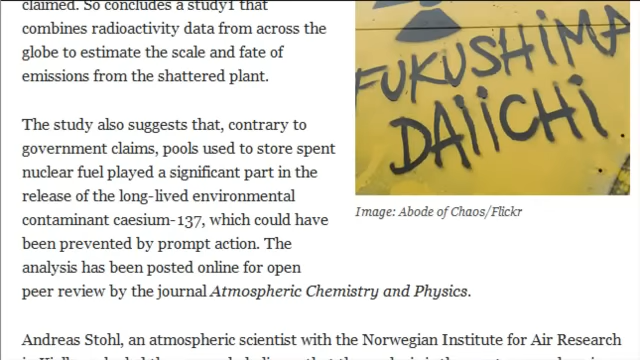 claimed. So concludes a study1 that
combines radioactivity data from across the
globe to estimate the scale and fate of
emissions from the shattered plant.
The study also suggests that, contrary to
government claims, pools used to store spent
nuclear fuel played a significant part in the
release of the long-lived environmental
contaminant caesium-137, which could have
been prevented by prompt action. The
analysis has been posted online for open
peer review by the journal Atmospheric Chemistry and Physics.
FUKUSHiMA
DAiiCHi
Image: Abode of Chaos/Flickr
Andreas Stohl, an atmospheric scientist with the Norwegian Institute for Air Research